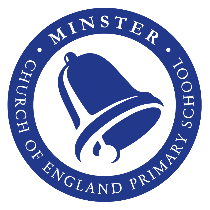 · MINSTER ·
CHURCH OF ENGLAND PRIMARY SCHOOL